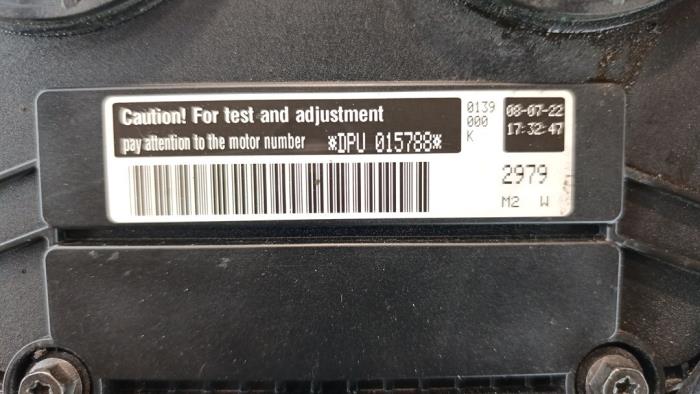 Caution! For test and adjustment
pay attention to the motor number *DPU 015788*
0139
000
K
08-07-22
17:32:47
2979
M2 W